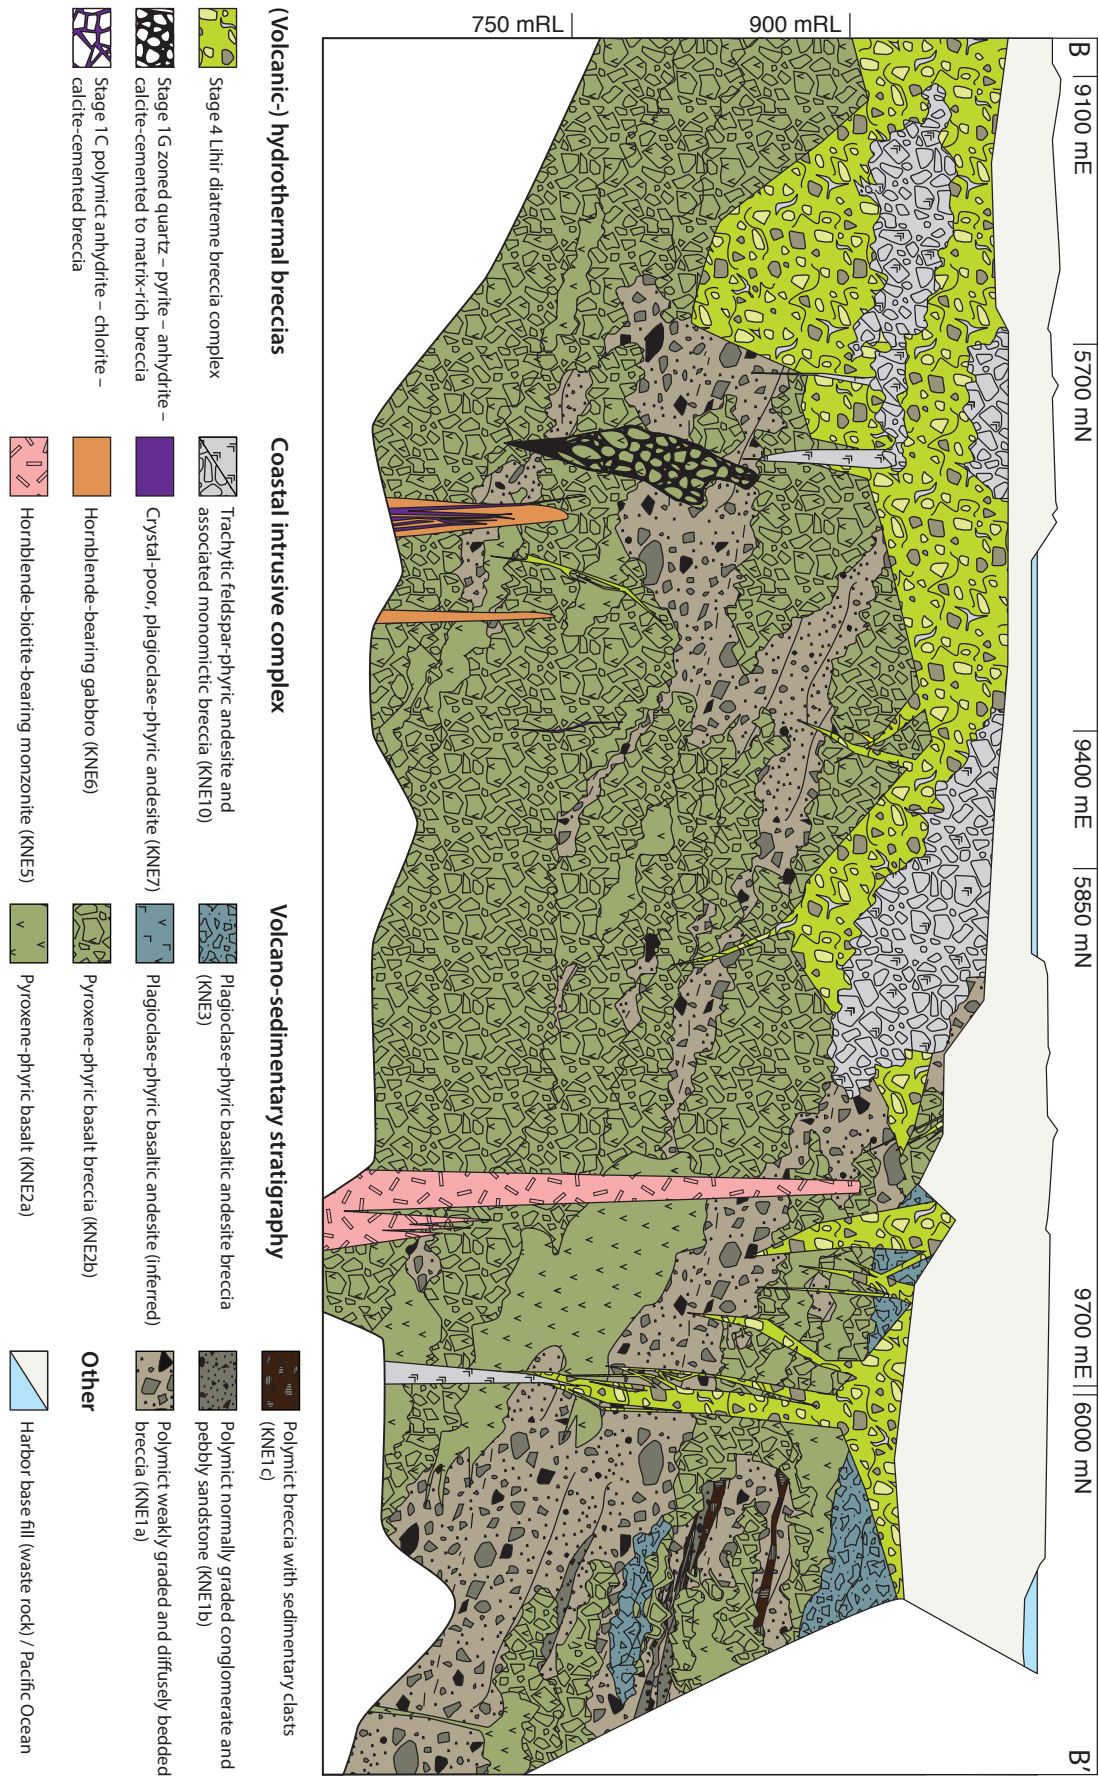 B
9100 mE
5700 mN
9400 mE
5850 mN
9700 mE
6000 mN
B'
900 mRL
750 mRL
(Volcanic-) hydrothermal breccias
Stage 4 Lihir diatreme breccia complex
Stage 1G zoned quartz – pyrite – anhydrite –
calcite-cemented to matrix-rich breccia
Stage 1C polymict anhydrite – chlorite –
calcite-cemented breccia
Coastal intrusive complex
Trachytic feldspar-phyric andesite and
associated monomictic breccia (KNE10)
Crystal-poor, plagioclase-phyric andesite (KNE7)
Hornblende-bearing gabbro (KNE6)
Hornblende-biotite-bearing monzonite (KNE5)
Volcano-sedimentary stratigraphy
Plagioclase-phyric basaltic andesite breccia
(KNE3)
Plagioclase-phyric basaltic andesite (inferred)
Pyroxene-phyric basalt breccia (KNE2b)
Pyroxene-phyric basalt (KNE2a)
Polymict breccia with sedimentary clasts
(KNE1c)
Polymict normally graded conglomerate and
pebbly sandstone (KNE1b)
Polymict weakly graded and diffusely bedded
breccia (KNE1a)
Other
Harbor base fill (waste rock) / Pacific Ocean